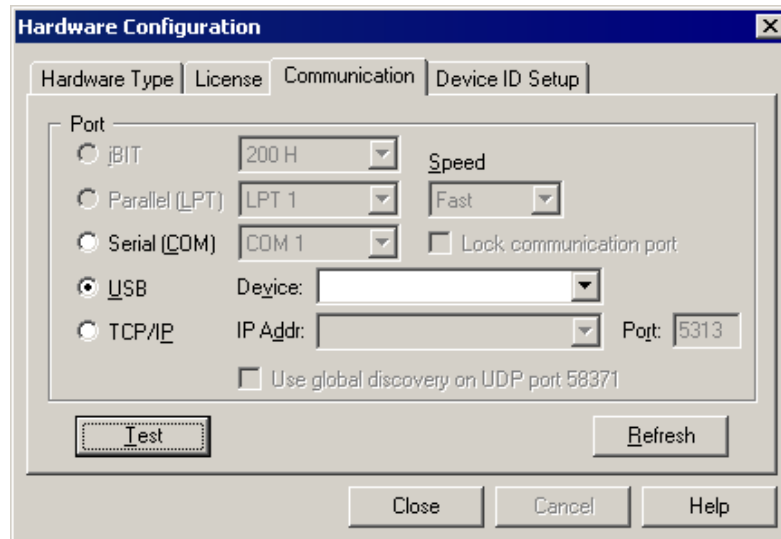 Hardware Configuration
Hardware Type License Communication Device ID Setup
Port
iBIT 200 H Speed
Parallel (LPT) LPT 1 Fast
Serial (COM) COM 1 Lock communication port
USB Device:
TCP/IP IP Addr: Port: 5313
Use global discovery on UDP port 58371
Test Refresh
Close Cancel Help